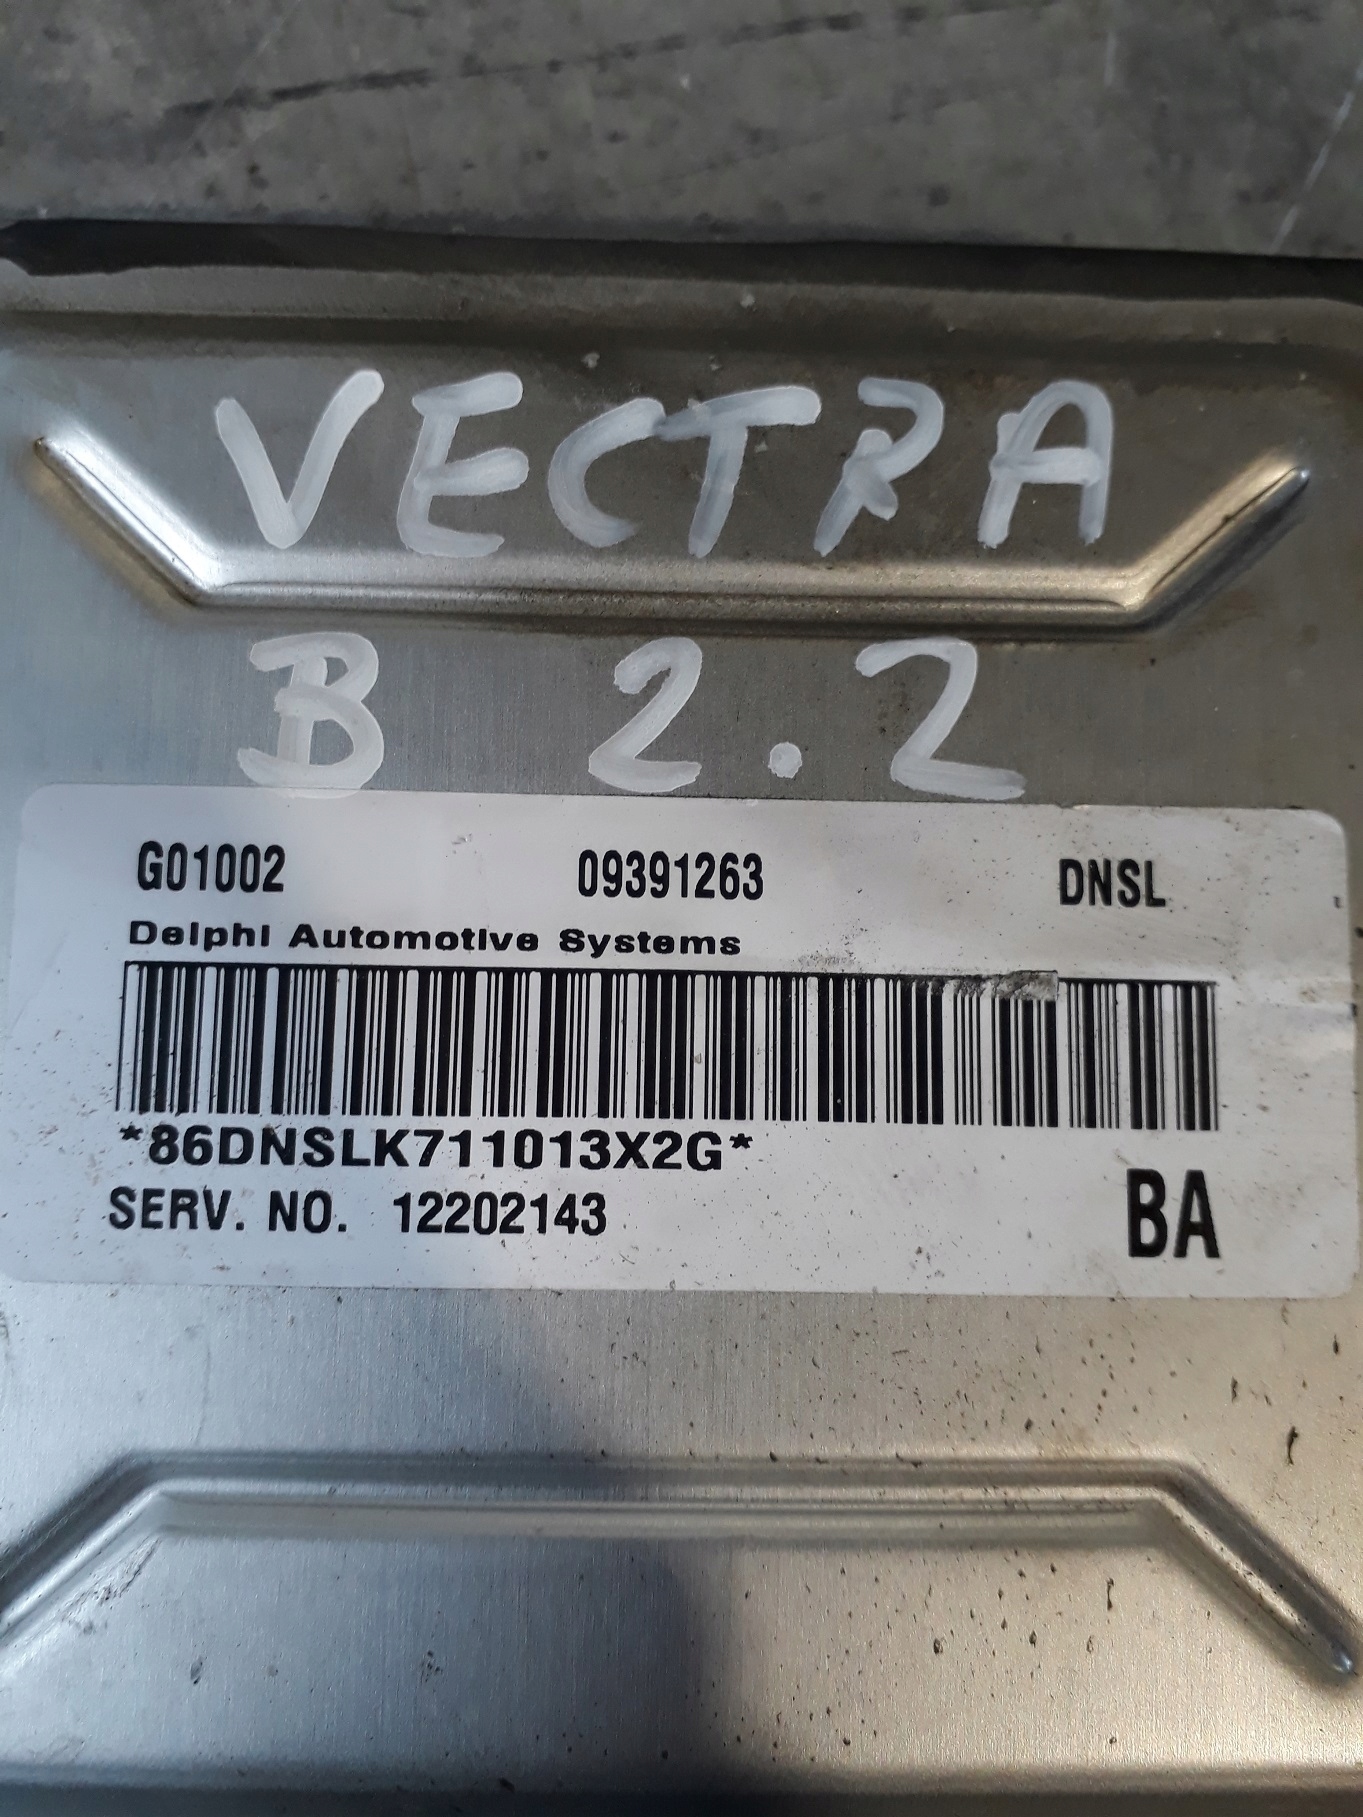 VECTRA
B 2.2
G01002 09391263 DNSL
Delphi Automotive Systems
*86DNSLK711013X2G*
SERV. NO. 12202143 BA